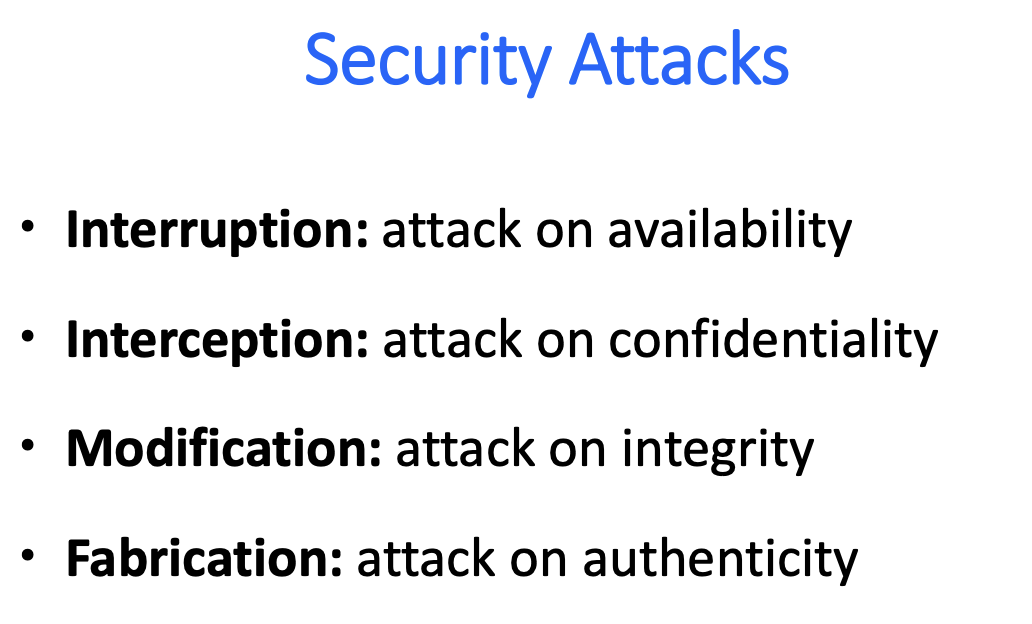 Security Attacks
• Interruption: attack on availability
• Interception: attack on confidentiality
• Modification: attack on integrity
• Fabrication: attack on authenticity